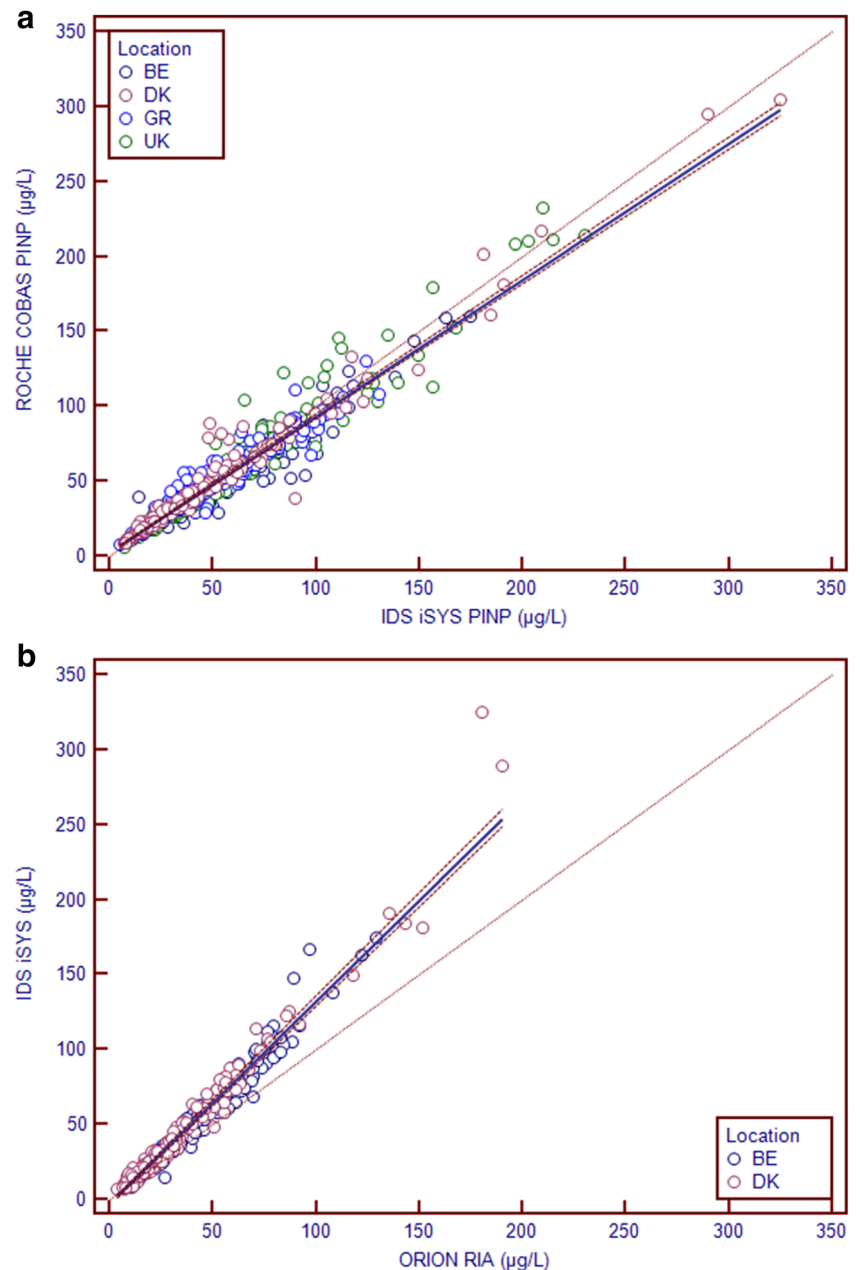 a
350
300
250
200
150
100
50
0
ROCHE COBAS PINP (µg/L)
Location
BE
DK
GR
UK
0 50 100 150 200 250 300 350
IDS iSYS PINP (µg/L)
b
350
300
250
200
150
100
50
0
IDS iSYS (µg/L)
Location
BE
DK
0 50 100 150 200 250 300 350
ORION RIA (µg/L)